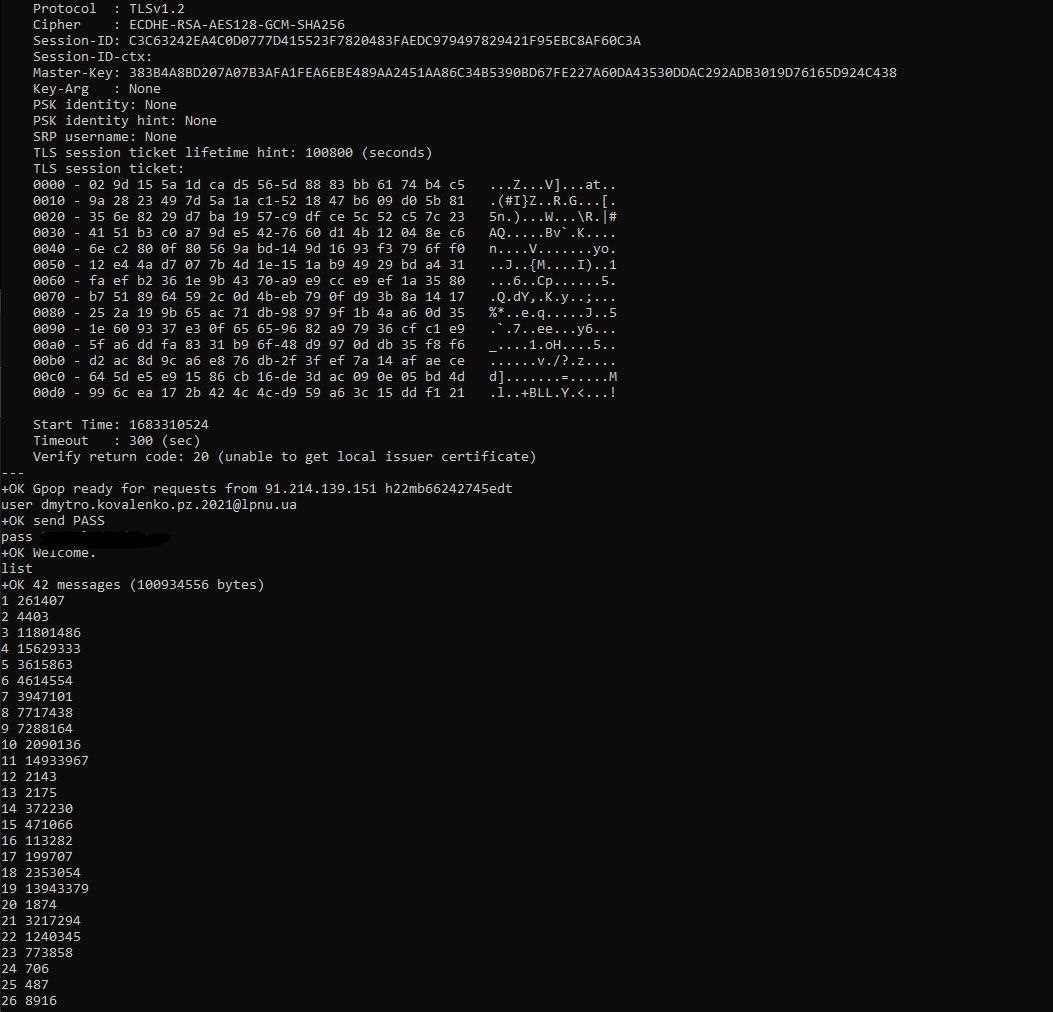 Protocol  : TLSv1.2
Cipher    : ECDHE-RSA-AES128-GCM-SHA256
Session-ID: C3C63242EA4C0D0777D415523F7820483FAEDC979497829421F95EBC8AF60C3A
Session-ID-ctx:
Master-Key: 383B4A8BD207A07B3AFA1FEA6EBE489AA2451AA86C34B5390BD67FE227A60DA43530DDAC292ADB3019D76165D924C438
Key-Arg   : None
PSK identity: None
PSK identity hint: None
SRP username: None
TLS session ticket lifetime hint: 100800 (seconds)
TLS session ticket:
0000 - 02 9d 15 5a 1d ca d5 56-5d 88 83 bb 61 74 b4 c5   ...Z...V]...at..
0010 - 9a 28 23 49 7d 5a 1a c1-52 18 47 b6 09 d0 5b 81   .(#I}Z..R.G...[.
0020 - 35 6e 82 29 d7 ba 19 57-c9 df ce 5c 52 c5 7c 23   5n.)...W...\R.|#
0030 - 41 51 b3 c0 a7 9d e5 42-76 60 d1 4b 12 04 8e c6   AQ.....Bv`.K....
0040 - 6e c2 80 0f 80 56 9a bd-14 9d 16 93 f3 79 6f f0   n....V.......yo.
0050 - 12 e4 4a d7 07 7b 4d 1e-15 1a b9 49 29 bd a4 31   ..J..{M....I)..1
0060 - fa ef b2 36 1e 9b 43 70-a9 e9 cc e9 ef 1a 35 80   ...6..Cp......5.
0070 - b7 51 89 64 59 2c 0d 4b-eb 79 0f d9 3b 8a 14 17   .Q.dY,.K.y..;...
0080 - 25 2a 19 9b 65 ac 71 db-98 97 9f 1b 4a a6 0d 35   %*..e.q.....J..5
0090 - 1e 60 93 37 e3 0f 65 65-96 82 a9 79 36 cf c1 e9   .`.7..ee...y6...
00a0 - 5f a6 dd fa 83 31 b9 6f-48 d9 97 0d db 35 f8 f6   _....1.oH....5..
00b0 - d2 ac 8d 9c a6 e8 76 db-2f 3f ef 7a 14 af ae ce   ......v./?.z....
00c0 - 64 5d e5 e9 15 86 cb 16-de 3d ac 09 0e 05 bd 4d   d].......=.....M
00d0 - 99 6c ea 17 2b 42 4c 4c-d9 59 a6 3c 15 dd f1 21   .l..+BLL.Y.<...!
Start Time: 1683310524
Timeout   : 300 (sec)
Verify return code: 20 (unable to get local issuer certificate)
---
+OK Gpop ready for requests from 91.214.139.151 h22mb66242745edt
user dmytro.kovalenko.pz.2021@lpnu.ua
+OK send PASS
pass
+OK Welcome.
list
+OK 42 messages (100934556 bytes)
1 261407
2 4403
3 11801486
4 15629333
5 3615863
6 4614554
7 3947101
8 7717438
9 7288164
10 2090136
11 14933967
12 2143
13 2175
14 372230
15 471066
16 113282
17 199707
18 2353054
19 13943379
20 1874
21 3217294
22 1240345
23 773858
24 706
25 487
26 8916